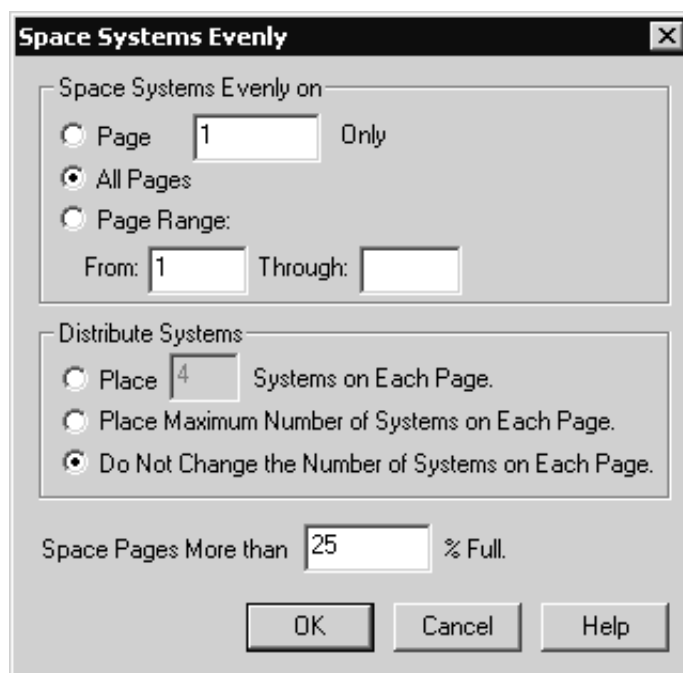 Space Systems Evenly
Space Systems Evenly on
Page 1 Only
All Pages
Page Range:
From: 1 Through:
Distribute Systems
Place 4 Systems on Each Page.
Place Maximum Number of Systems on Each Page.
Do Not Change the Number of Systems on Each Page.
Space Pages More than 25 % Full.
OK Cancel Help